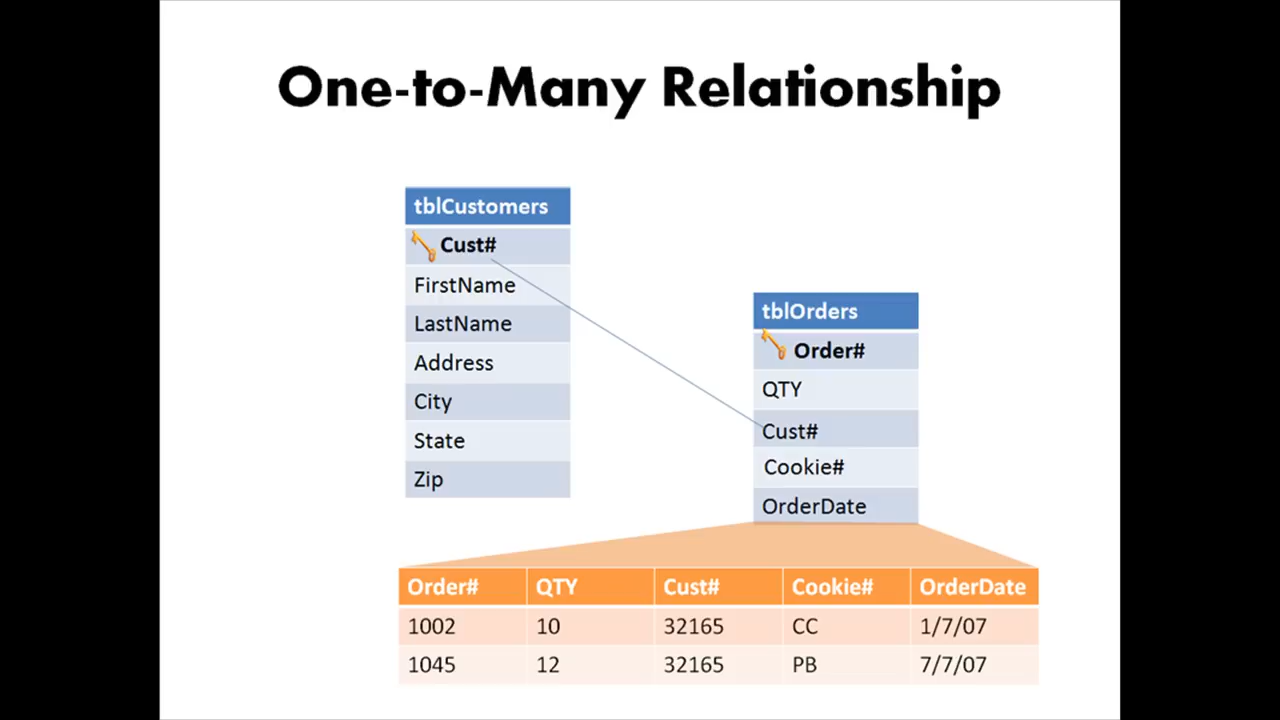 One-to-Many Relationship
tblCustomers
Cust#
FirstName
LastName
Address
City
State
Zip
tblOrders
Order#
QTY
Cust#
Cookie#
OrderDate
Order# QTY Cust# Cookie# OrderDate
1002 10 32165 CC 1/7/07
1045 12 32165 PB 7/7/07